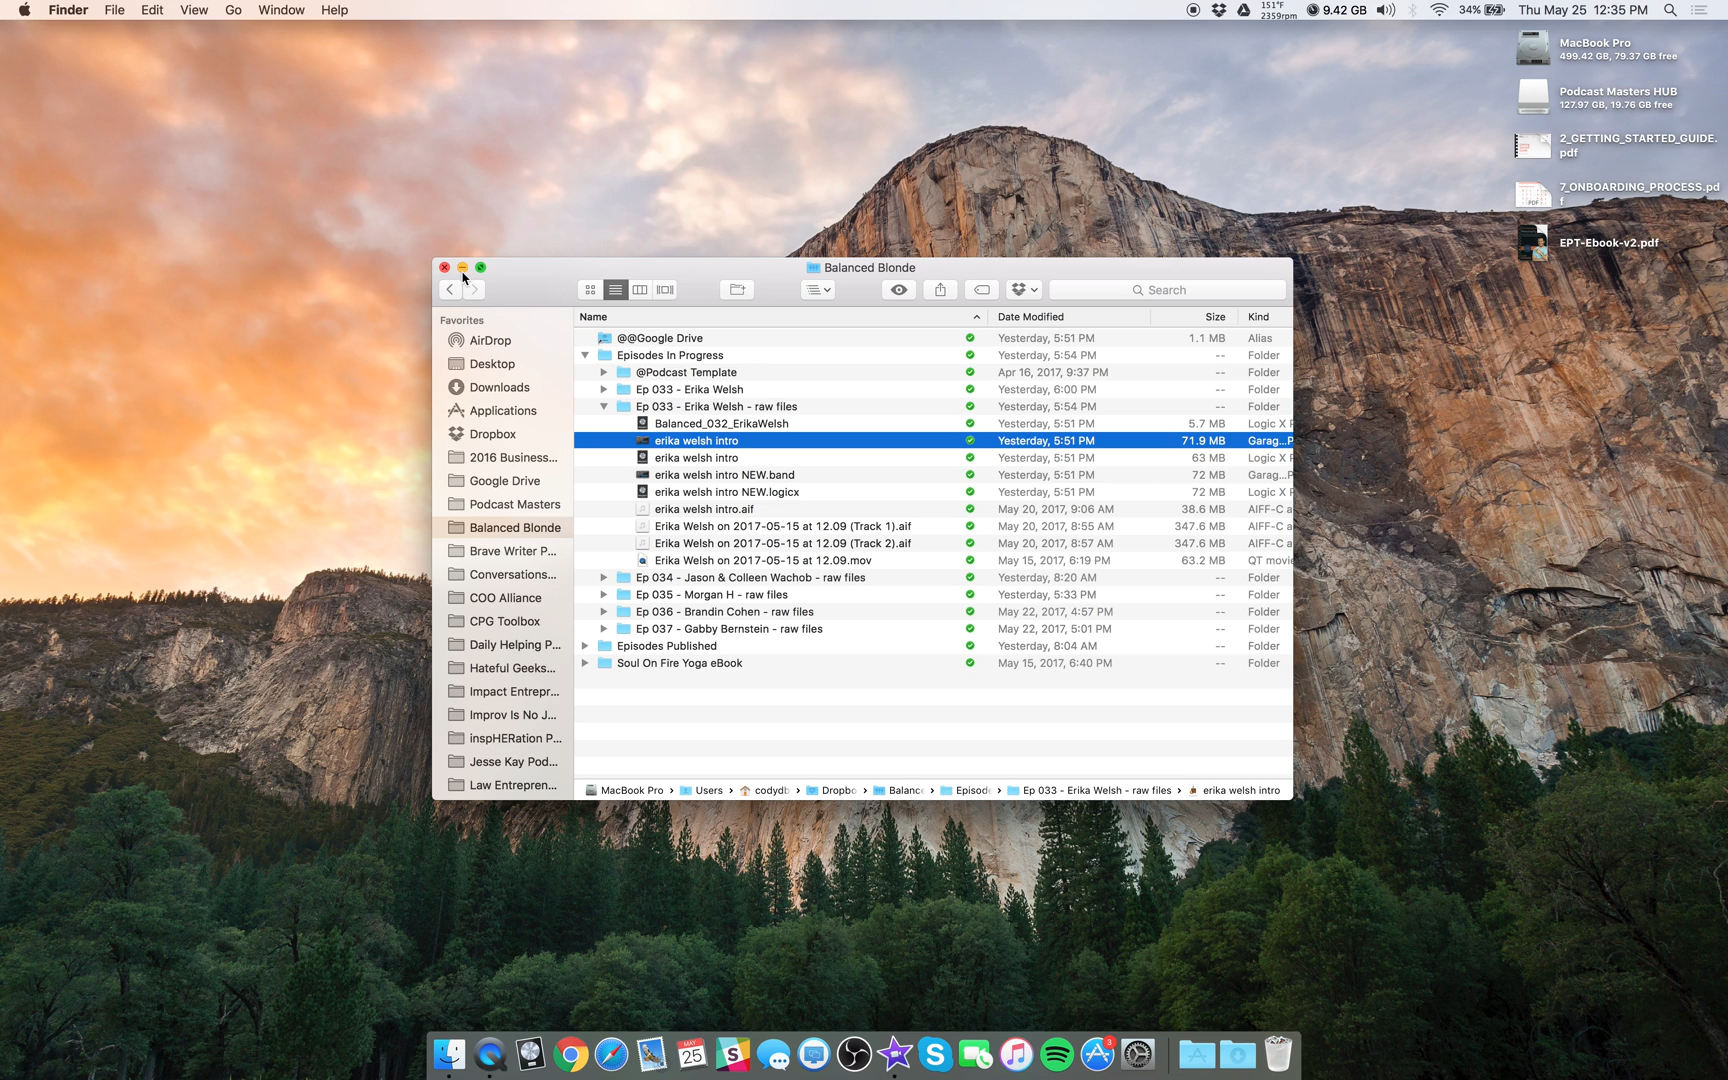 Finder File Edit View Go Window Help
151°F
2359rpm
9.42 GB
34%
Thu May 25 12:35 PM
MacBook Pro
499.42 GB, 79.37 GB free
Podcast Masters HUB
127.97 GB, 19.76 GB free
2_GETTING_STARTED_GUIDE.
pdf
7_ONBOARDING_PROCESS.pd
f
PDF
EPT-Ebook-v2.pdf
Balanced Blonde
Search
Favorites
AirDrop
Desktop
Downloads
Applications
Dropbox
2016 Business...
Google Drive
Podcast Masters
Balanced Blonde
Brave Writer P...
Conversations...
COO Alliance
CPG Toolbox
Daily Helping P...
Hateful Geeks...
Impact Entrepr...
Improv Is No J...
inspHERation P...
Jesse Kay Pod...
Law Entrepren...
Name Date Modified Size Kind
@@Google Drive Yesterday, 5:51 PM 1.1 MB Alias
Episodes In Progress Yesterday, 5:54 PM -- Folder
@Podcast Template Apr 16, 2017, 9:37 PM -- Folder
Ep 033 - Erika Welsh Yesterday, 6:00 PM -- Folder
Ep 033 - Erika Welsh - raw files Yesterday, 5:54 PM -- Folder
Balanced_032_ErikaWelsh Yesterday, 5:51 PM 5.7 MB Logic X P
erika welsh intro Yesterday, 5:51 PM 71.9 MB Garag...P
erika welsh intro Yesterday, 5:51 PM 63 MB Logic X P
erika welsh intro NEW.band Yesterday, 5:51 PM 72 MB Garag...P
erika welsh intro NEW.logicx Yesterday, 5:51 PM 72 MB Logic X P
erika welsh intro.aif May 20, 2017, 9:06 AM 38.6 MB AIFF-C a
Erika Welsh on 2017-05-15 at 12.09 (Track 1).aif May 20, 2017, 8:55 AM 347.6 MB AIFF-C a
Erika Welsh on 2017-05-15 at 12.09 (Track 2).aif May 20, 2017, 8:57 AM 347.6 MB AIFF-C a
Erika Welsh on 2017-05-15 at 12.09.mov May 15, 2017, 6:19 PM 63.2 MB QT movie
Ep 034 - Jason & Colleen Wachob - raw files Yesterday, 8:20 AM -- Folder
Ep 035 - Morgan H - raw files Yesterday, 5:33 PM -- Folder
Ep 036 - Brandin Cohen - raw files May 22, 2017, 4:57 PM -- Folder
Ep 037 - Gabby Bernstein - raw files May 22, 2017, 5:01 PM -- Folder
Episodes Published Yesterday, 8:04 AM -- Folder
Soul On Fire Yoga eBook May 15, 2017, 6:40 PM -- Folder
MacBook Pro › Users › codydb › Dropbo › Balanc › Episod › Ep 033 - Erika Welsh - raw files › erika welsh intro
MAY
25
3